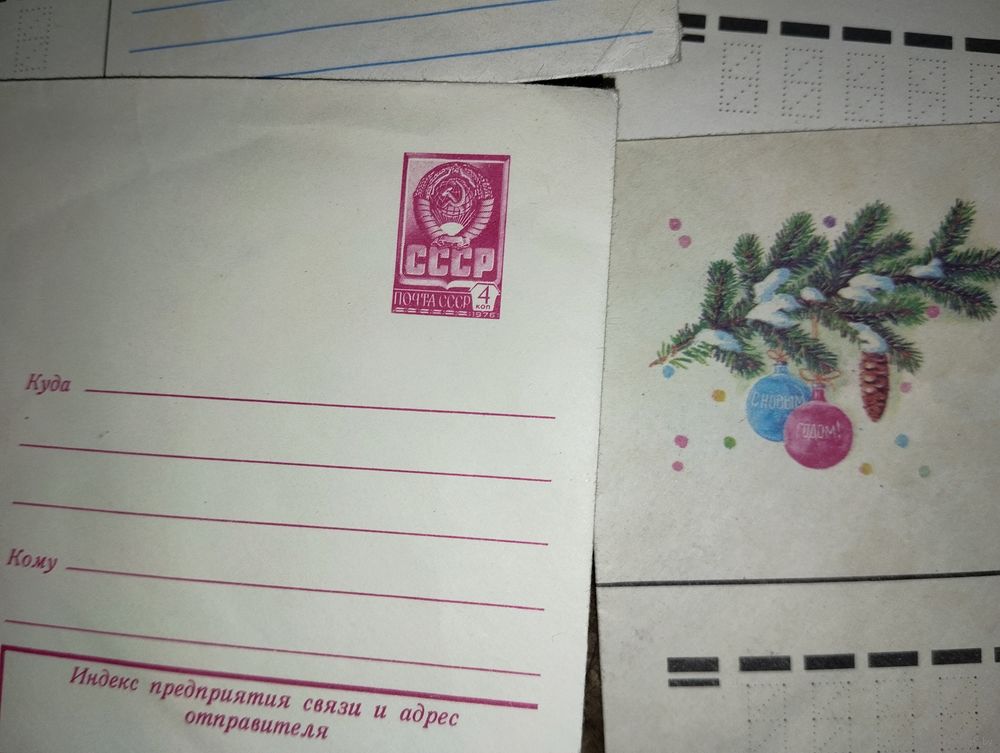 СССР
ПОЧТА СССР 4
КОП
1976
Куда
Кому
Индекс предприятия связи и адрес
отправителя
С НОВЫМ
ГОДОМ!